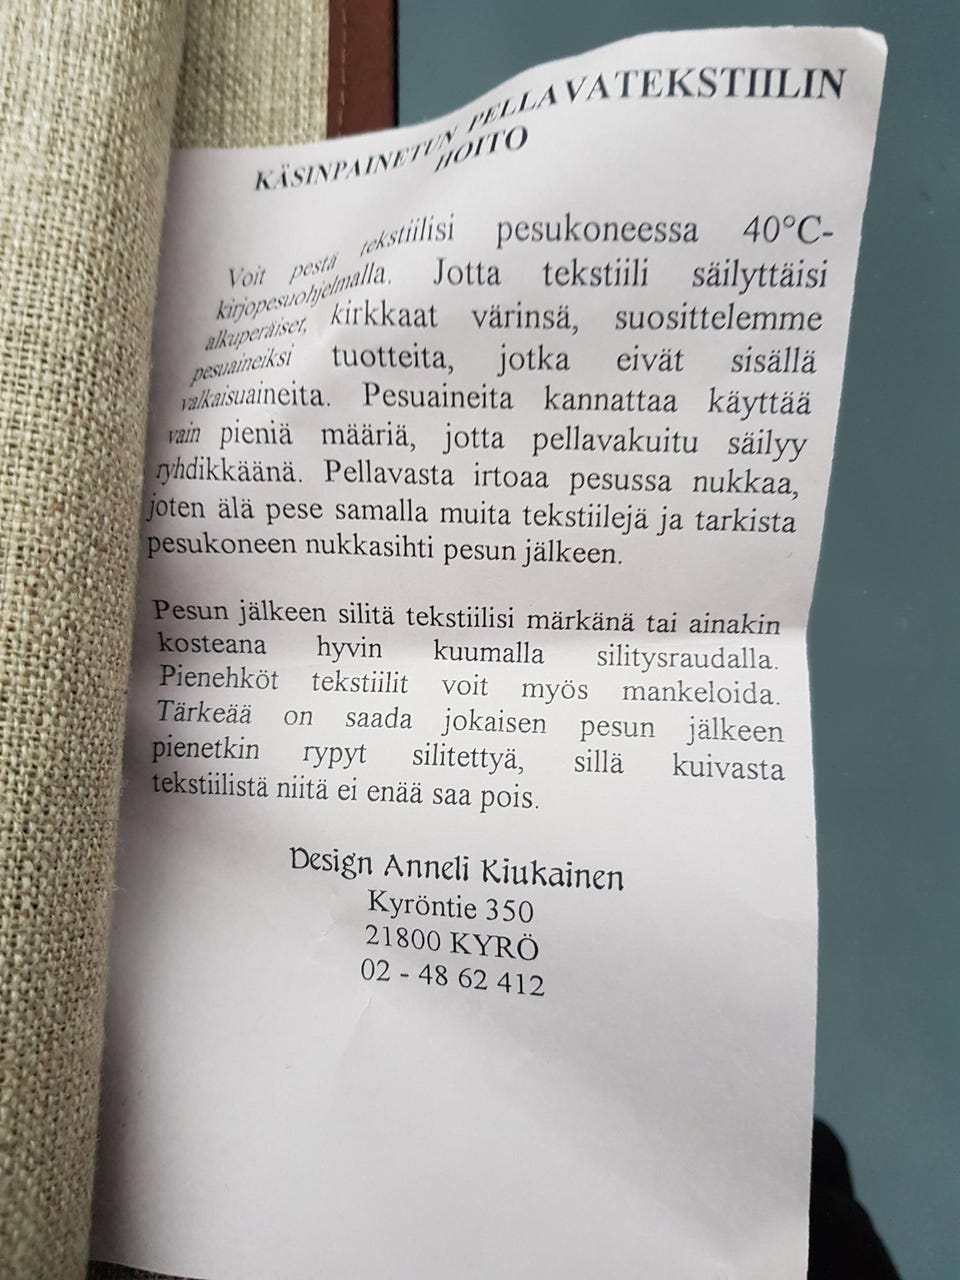 KÄSINPAINETUN PELLAVATEKSTIILIN
HOITO
Voit pestä tekstiilisi pesukoneessa 40°C-
kirjopesuohjelmalla. Jotta tekstiili säilyttäisi
alkuperäiset, kirkkaat värinsä, suosittelemme
pesuaineiksi tuotteita, jotka eivät sisällä
valkaisuaineita. Pesuaineita kannattaa käyttää
vain pieniä määriä, jotta pellavakuitu säilyy
ryhdikkäänä. Pellavasta irtoaa pesussa nukkaa,
joten älä pese samalla muita tekstiilejä ja tarkista
pesukoneen nukkasihti pesun jälkeen.
Pesun jälkeen silitä tekstiilisi märkänä tai ainakin
kosteana hyvin kuumalla silitysraudalla.
Pienehköt tekstiilit voit myös mankeloida.
Tärkeää on saada jokaisen pesun jälkeen
pienetkin rypyt silitettyä, sillä kuivasta
tekstiilistä niitä ei enää saa pois.
Design Anneli Kiukainen
Kyröntie 350
21800 KYRÖ
02 - 48 62 412